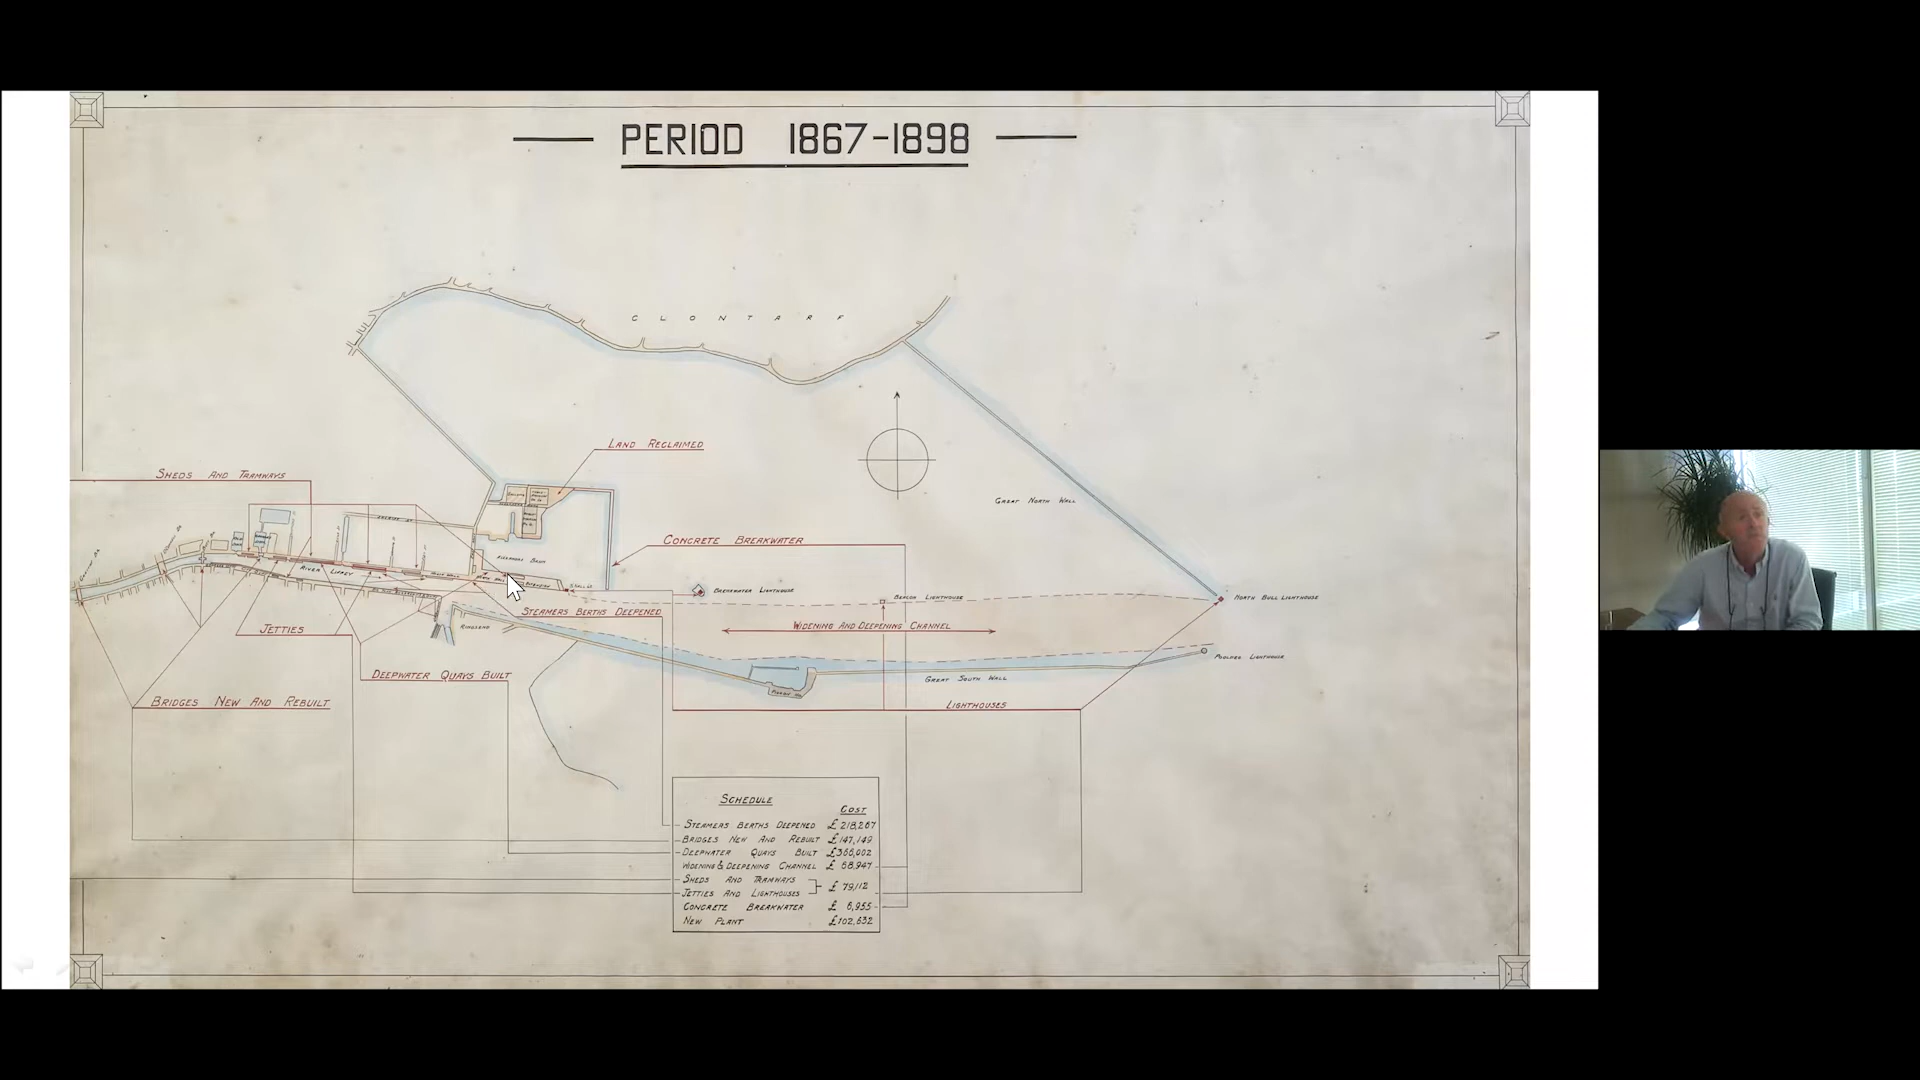 PERIOD 1867-1898
CLONTARF
LAND RECLAIMED
SHEDS AND TRAMWAYS
GREAT NORTH WALL
CONCRETE BREAKWATER
ALEXANDRA BASIN
RIVER LIFFEY
NORTH WALL EXTENSION
BREAKWATER LIGHTHOUSE
BEACON LIGHTHOUSE
NORTH BULL LIGHTHOUSE
STEAMERS BERTHS DEEPENED
WIDENING AND DEEPENING CHANNEL
JETTIES
RINGSEND
POOLBEG LIGHTHOUSE
DEEPWATER QUAYS BUILT
GREAT SOUTH WALL
BRIDGES NEW AND REBUILT
LIGHTHOUSES
SCHEDULE
COST
STEAMERS BERTHS DEEPENED £ 218,267
BRIDGES NEW AND REBUILT £147,149
DEEPWATER QUAYS BUILT £366,002
WIDENING & DEEPENING CHANNEL £ 68,947
SHEDS AND TRAMWAYS
JETTIES AND LIGHTHOUSES £ 79,112
CONCRETE BREAKWATER £ 6,955
NEW PLANT £102,632